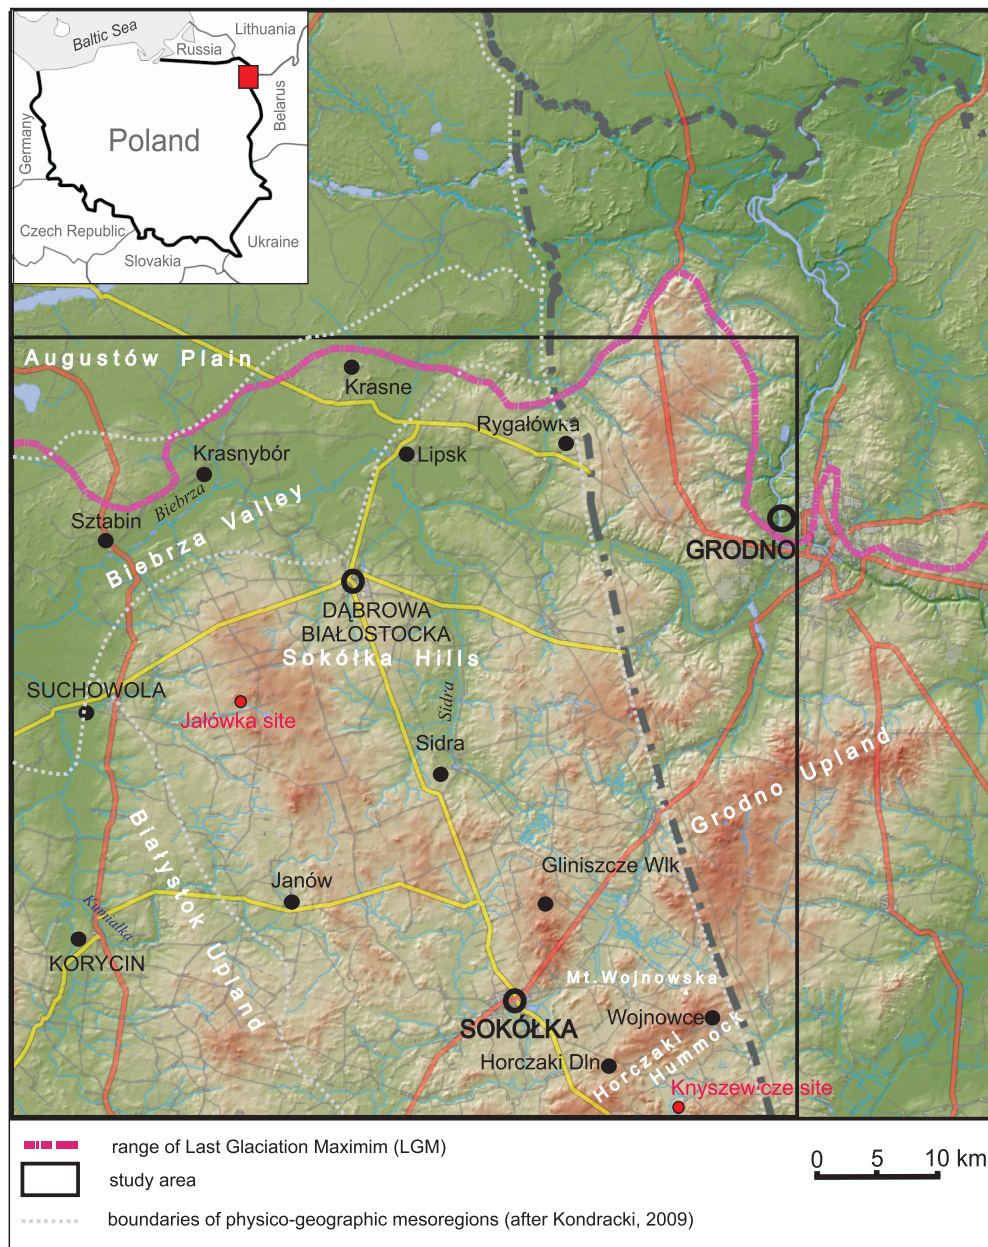 Baltic Sea
Lithuania
Russia
Belarus
Germany
Poland
Czech Republic
Slovakia
Ukraine
Augustów Plain
Krasne
Rygałówka
Krasnybór
Lipsk
Biebrza
Sztabin
Biebrza Valley
GRODNO
DĄBROWA
BIAŁOSTOCKA
Sokółka Hills
SUCHOWOLA
Sidra
Jałówka site
Sidra
Grodno Upland
Białystok Upland
Gliniszcze Wlk
Janów
Kumiałka
KORYCIN
Mt.Wojnowska
SOKÓŁKA
Wojnowce
Horczaki Dln
Horczaki
Hummock
Knyszewicze site
range of Last Glaciation Maximim (LGM)
study area
boundaries of physico-geographic mesoregions (after Kondracki, 2009)
0 5 10 km